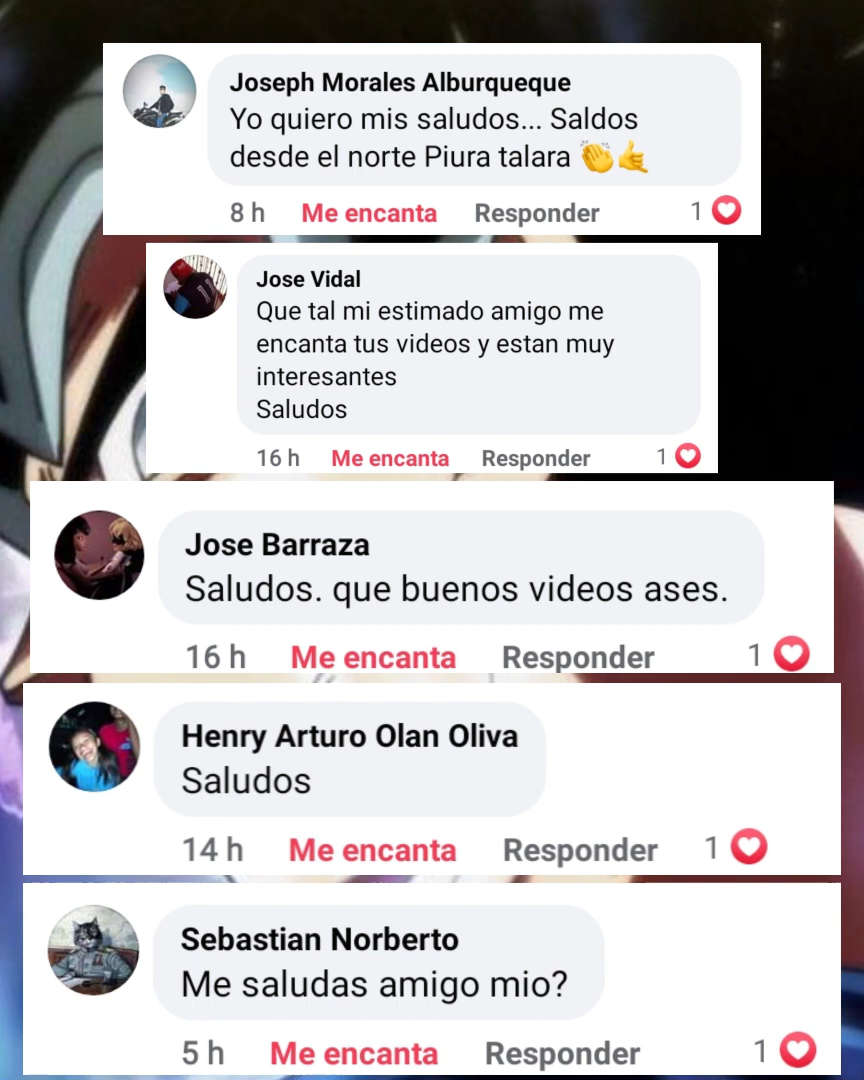 Joseph Morales Alburqueque
Yo quiero mis saludos... Saldos
desde el norte Piura talara 👏🤙
8 h Me encanta Responder 1
Jose Vidal
Que tal mi estimado amigo me
encanta tus videos y estan muy
interesantes
Saludos
16 h Me encanta Responder 1
Jose Barraza
Saludos. que buenos videos ases.
16 h Me encanta Responder 1
Henry Arturo Olan Oliva
Saludos
14 h Me encanta Responder 1
Sebastian Norberto
Me saludas amigo mio?
5 h Me encanta Responder 1